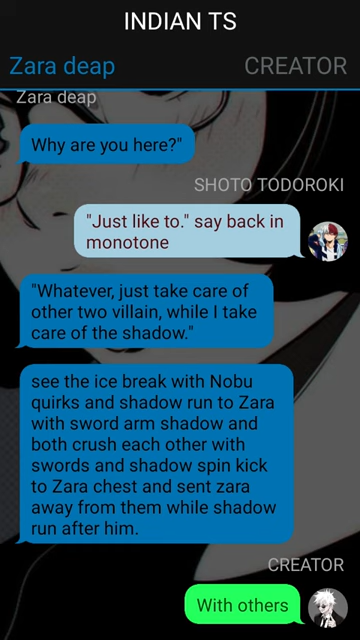 INDIAN TS
Zara deap CREATOR
Zara deap
Why are you here?"
SHOTO TODOROKI
"Just like to." say back in
monotone
"Whatever, just take care of
other two villain, while I take
care of the shadow."
see the ice break with Nobu
quirks and shadow run to Zara
with sword arm shadow and
both crush each other with
swords and shadow spin kick
to Zara chest and sent zara
away from them while shadow
run after him.
CREATOR
With others